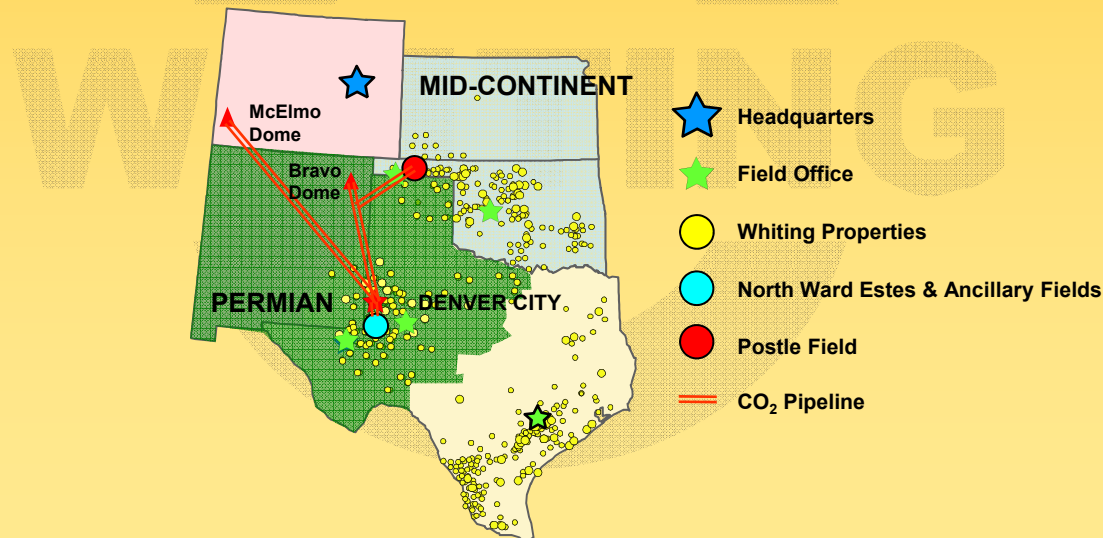 WHITING
MID-CONTINENT
McElmo
Dome
Bravo
Dome
PERMIAN
DENVER CITY
Headquarters
Field Office
Whiting Properties
North Ward Estes & Ancillary Fields
Postle Field
CO₂ Pipeline